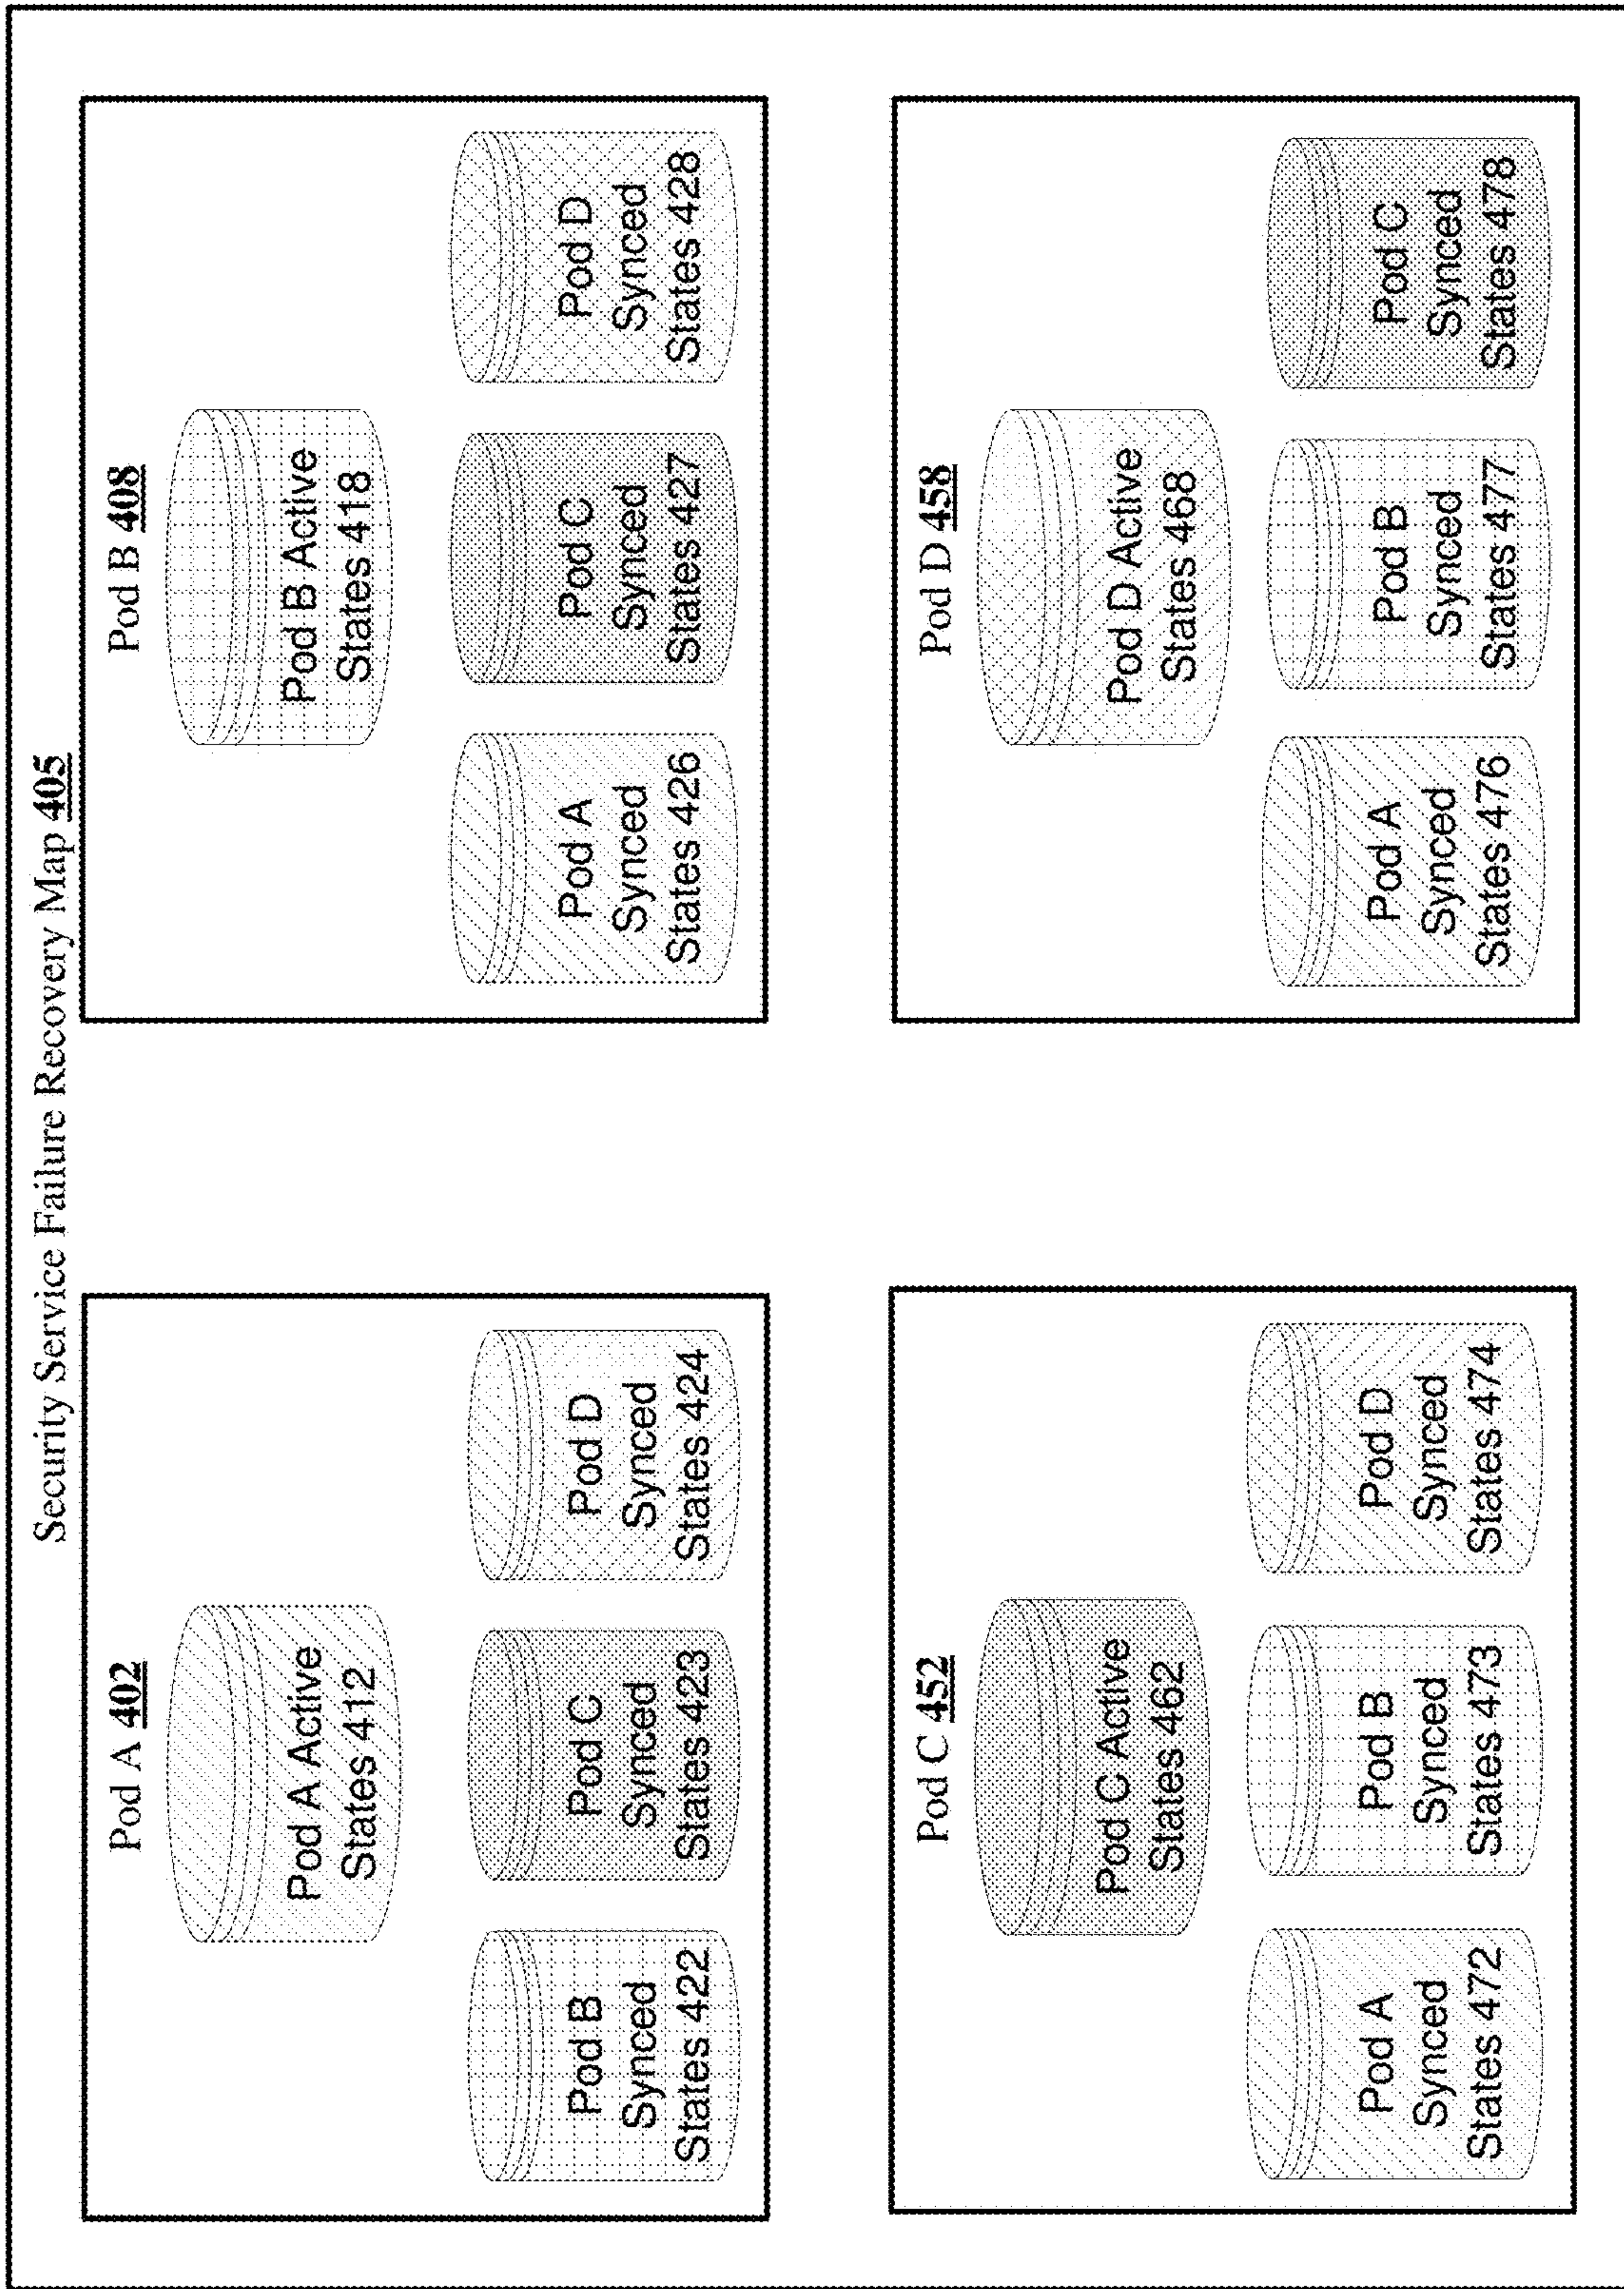 Security Service Failure Recovery Map 405
Pod A 402
Pod A Active
States 412
Pod B
Synced
States 422
Pod C
Synced
States 423
Pod D
Synced
States 424
Pod B 408
Pod B Active
States 418
Pod A
Synced
States 426
Pod C
Synced
States 427
Pod D
Synced
States 428
Pod C 452
Pod C Active
States 462
Pod A
Synced
States 472
Pod B
Synced
States 473
Pod D
Synced
States 474
Pod D 458
Pod D Active
States 468
Pod A
Synced
States 476
Pod B
Synced
States 477
Pod C
Synced
States 478